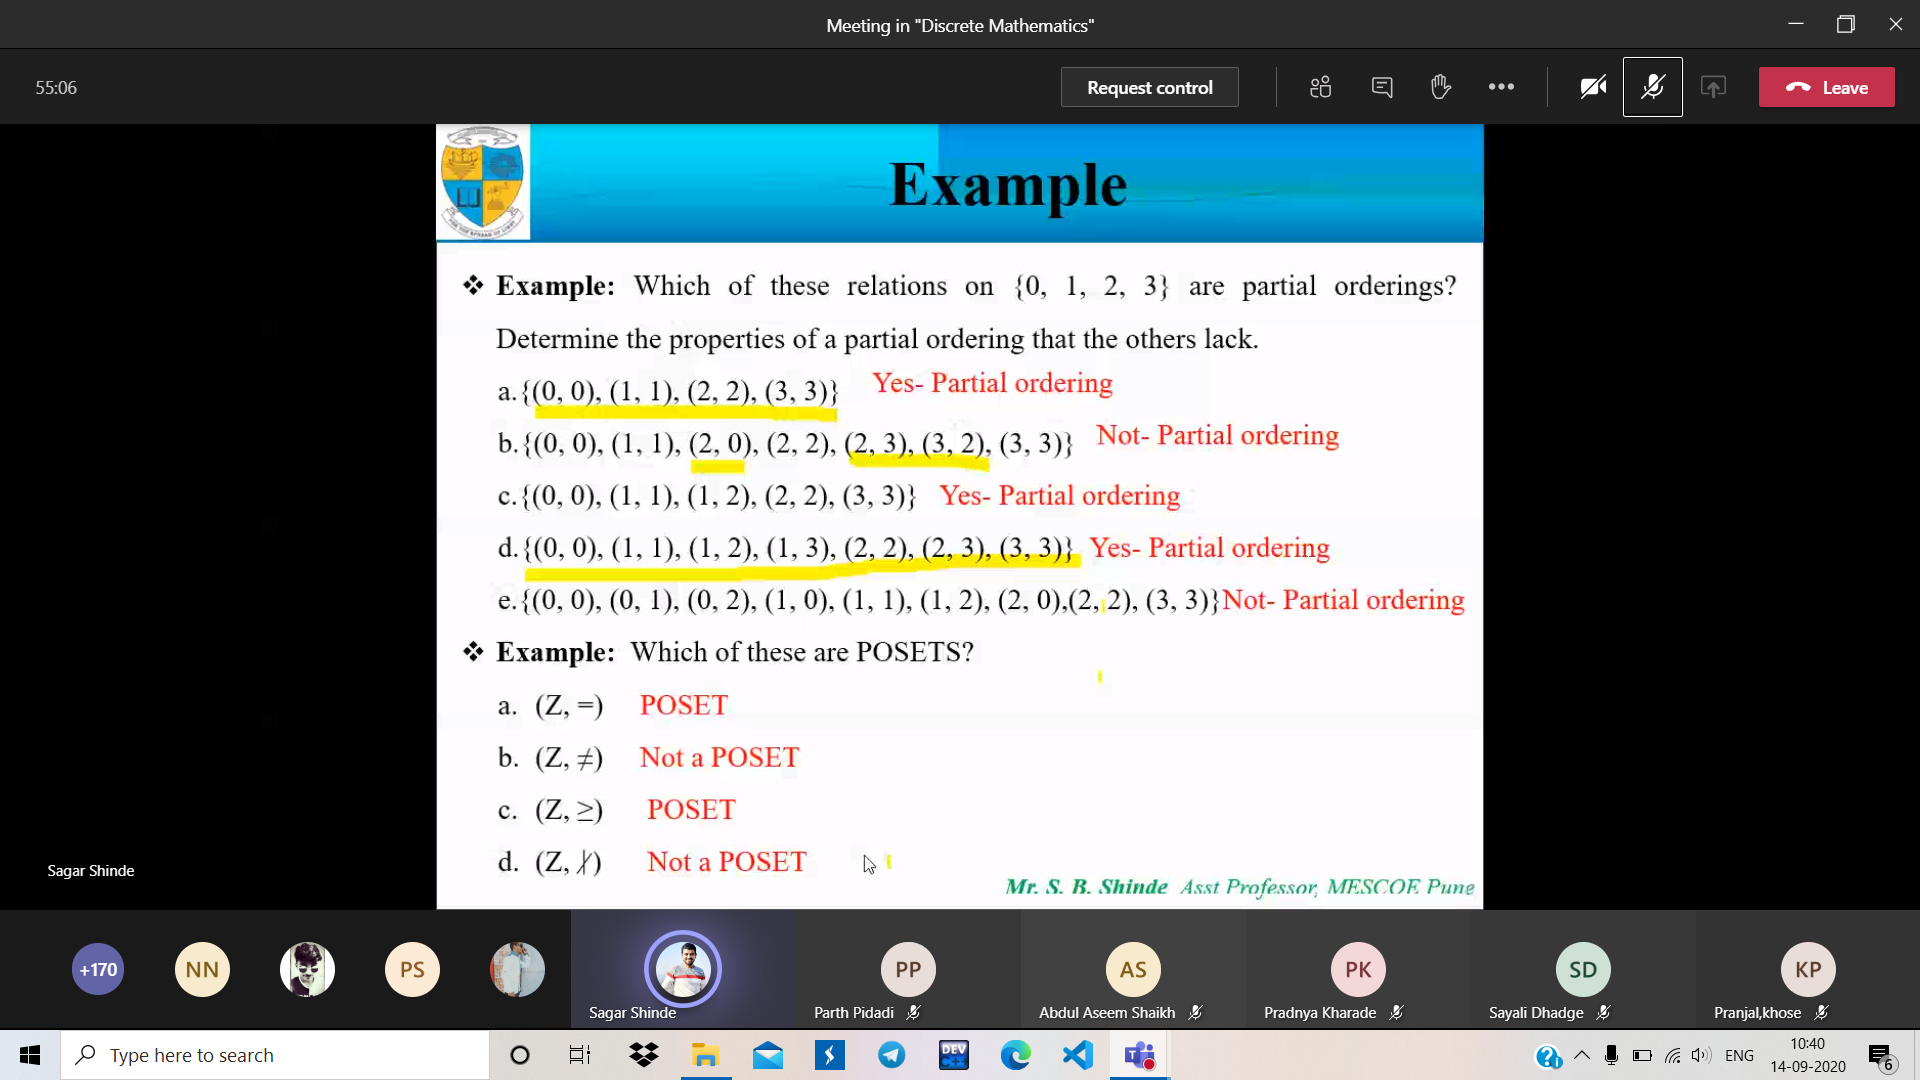 Meeting in "Discrete Mathematics"
55:06
Request control
Leave
Example
❖ Example: Which of these relations on {0, 1, 2, 3} are partial orderings?
Determine the properties of a partial ordering that the others lack.
a. {(0, 0), (1, 1), (2, 2), (3, 3)} Yes- Partial ordering
b. {(0, 0), (1, 1), (2, 0), (2, 2), (2, 3), (3, 2), (3, 3)} Not- Partial ordering
c. {(0, 0), (1, 1), (1, 2), (2, 2), (3, 3)} Yes- Partial ordering
d. {(0, 0), (1, 1), (1, 2), (1, 3), (2, 2), (2, 3), (3, 3)} Yes- Partial ordering
e. {(0, 0), (0, 1), (0, 2), (1, 0), (1, 1), (1, 2), (2, 0),(2, 2), (3, 3)}Not- Partial ordering
❖ Example: Which of these are POSETS?
a. (Z, =) POSET
b. (Z, ≠) Not a POSET
c. (Z, ≥) POSET
d. (Z, ∤) Not a POSET
Mr. S. B. Shinde Asst Professor, MESCOE Pune
Sagar Shinde
+170
NN
PS
PP
AS
PK
SD
KP
Sagar Shinde
Parth Pidadi
Abdul Aseem Shaikh
Pradnya Kharade
Sayali Dhadge
Pranjal,khose
Type here to search
DEV
C++
ENG
10:40
14-09-2020
6